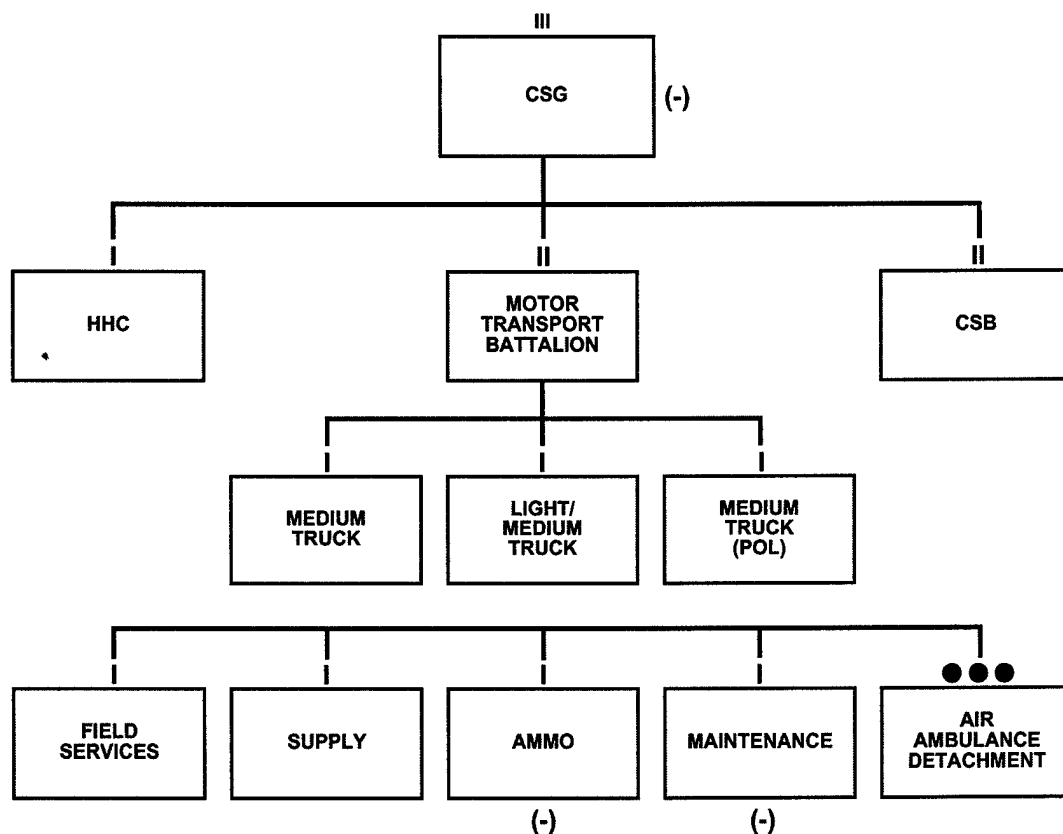 III
CSG
(-)
I
II
II
HHC
MOTOR
TRANSPORT
BATTALION
CSB
I
I
I
MEDIUM
TRUCK
LIGHT/
MEDIUM
TRUCK
MEDIUM
TRUCK
(POL)
I
I
I
I
●●●
FIELD
SERVICES
SUPPLY
AMMO
MAINTENANCE
AIR
AMBULANCE
DETACHMENT
(-)
(-)